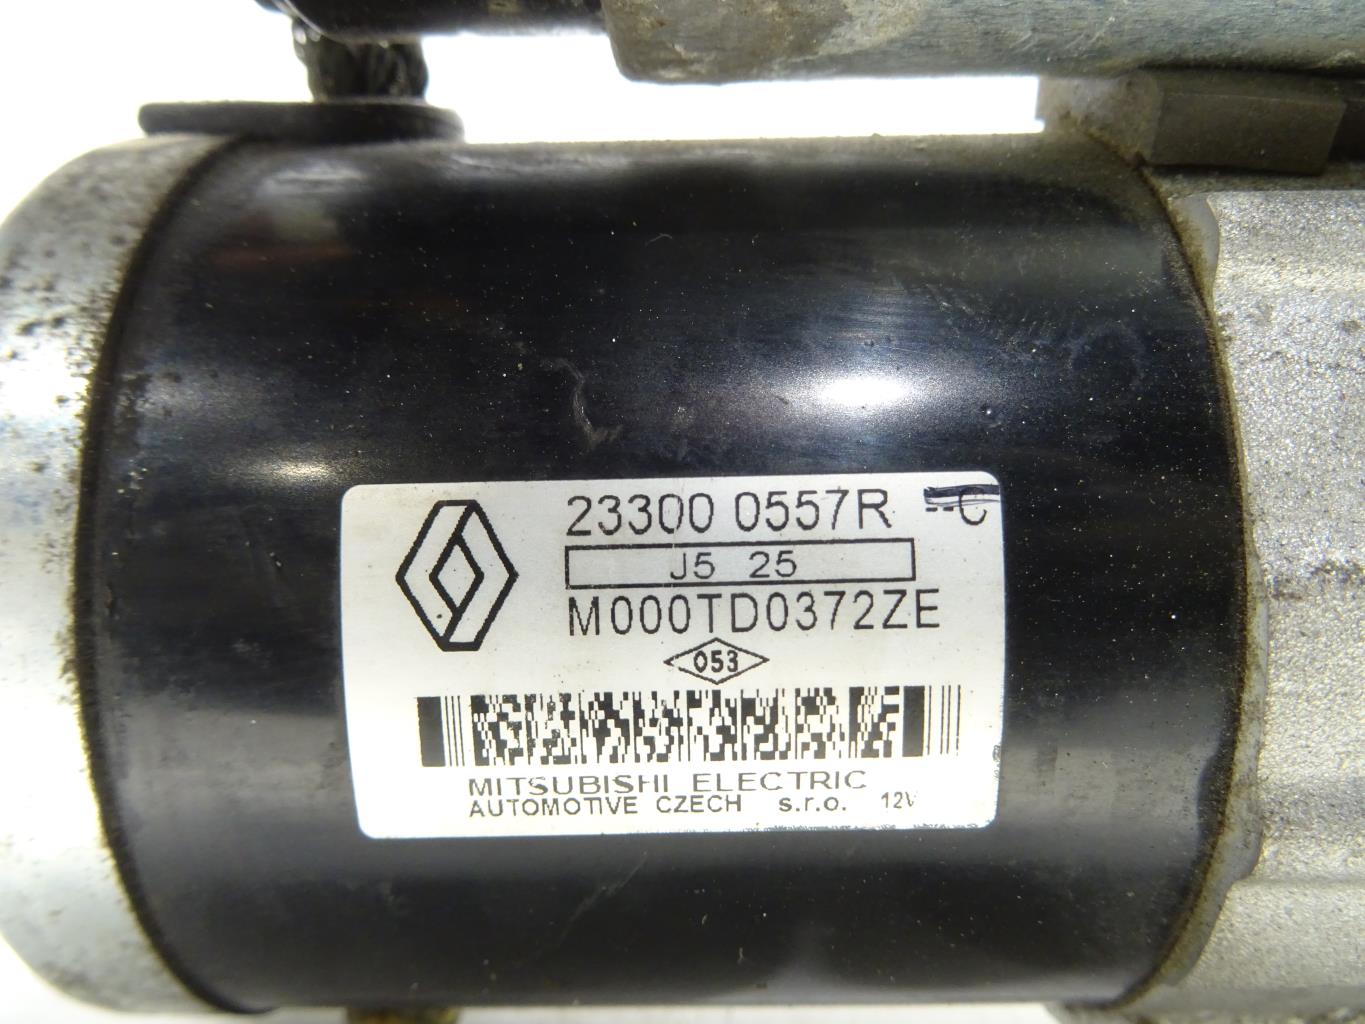 23300 0557R --C
J5 25
M000TD0372ZE
053
MITSUBISHI ELECTRIC
AUTOMOTIVE CZECH s.r.o. 12V